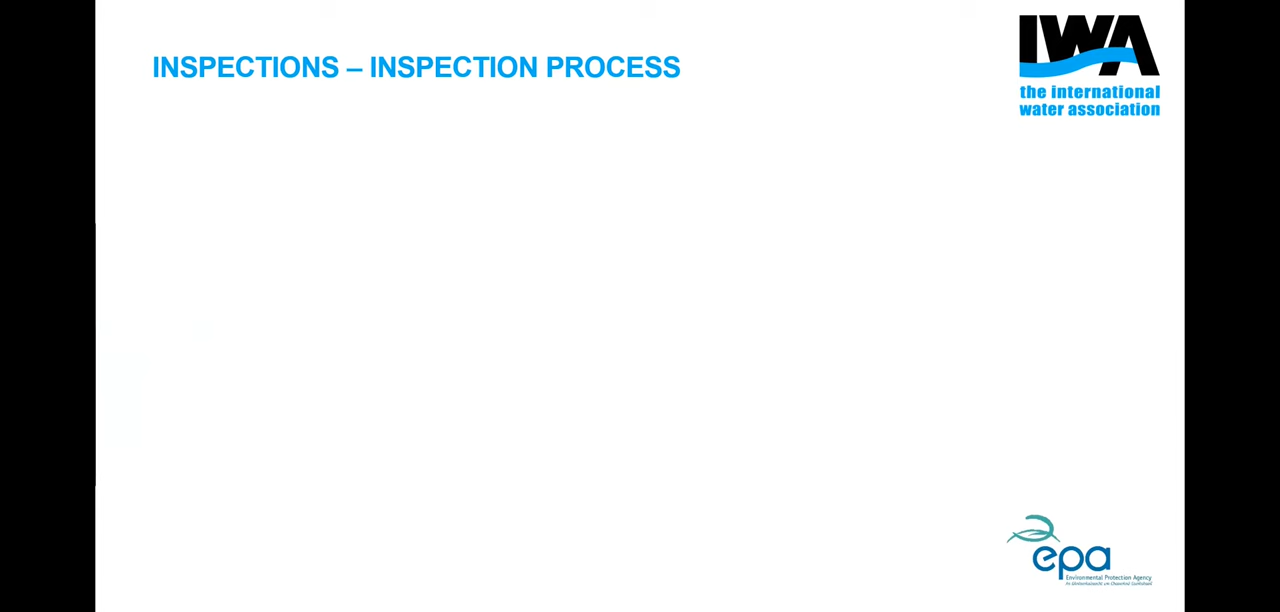 INSPECTIONS – INSPECTION PROCESS
IWA
the international
water association
epa
Environmental Protection Agency